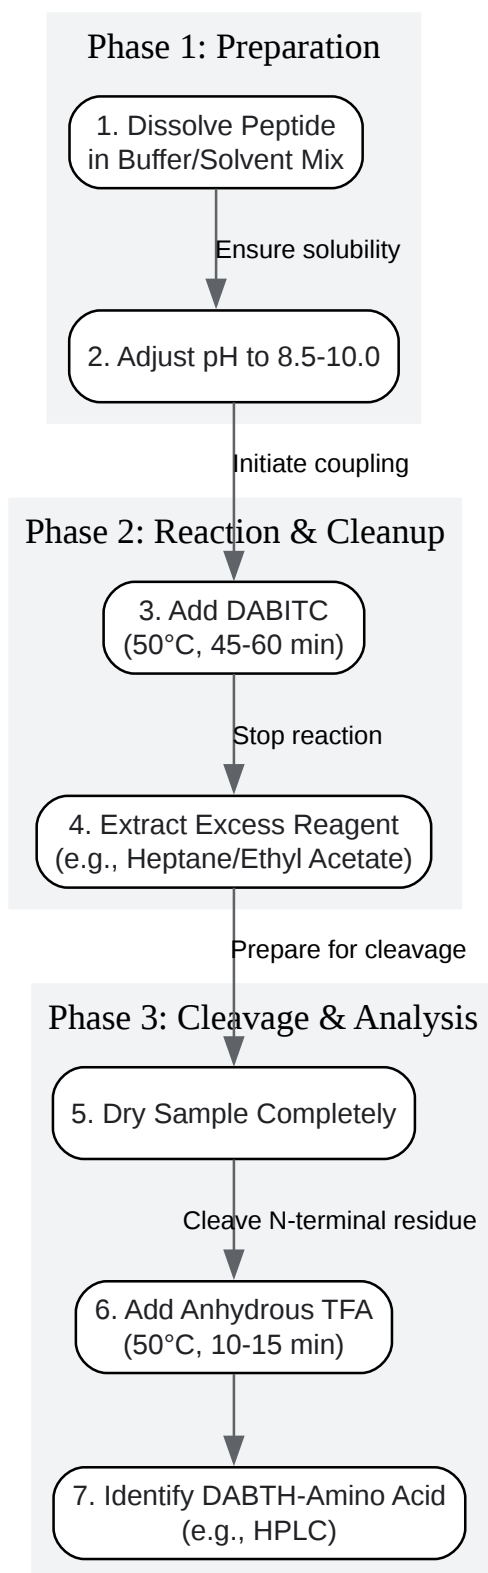 Phase 1: Preparation
1. Dissolve Peptide
in Buffer/Solvent Mix
Ensure solubility
2. Adjust pH to 8.5-10.0
Initiate coupling
Phase 2: Reaction & Cleanup
3. Add DABITC
(50°C, 45-60 min)
Stop reaction
4. Extract Excess Reagent
(e.g., Heptane/Ethyl Acetate)
Prepare for cleavage
Phase 3: Cleavage & Analysis
5. Dry Sample Completely
Cleave N-terminal residue
6. Add Anhydrous TFA
(50°C, 10-15 min)
7. Identify DABTH-Amino Acid
(e.g., HPLC)